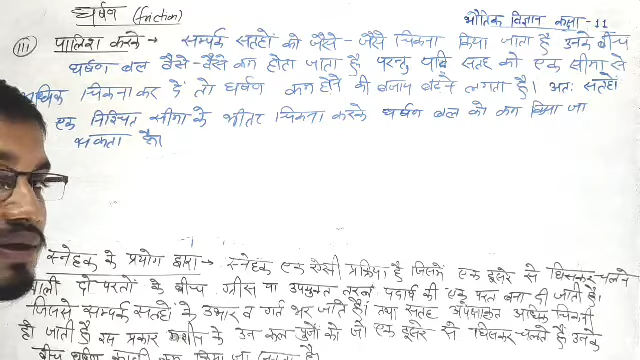 घर्षण (friction)
भौतिक विज्ञान कक्षा - 11
(iii) पालिश करके → सम्पर्क सतहों को जैसे - जैसे चिकना किया जाता है उनके बीच
घर्षण बल वैसे - वैसे कम होता जाता है परन्तु यदि सतह को एक सीमा से
अधिक चिकना कर दें तो घर्षण कम होने की बजाय बढ़ने लगता है। अतः सतहों
एक निश्चित सीमा के भीतर चिकना करके घर्षण बल को कम किया जा
सकता है।
स्नेहक के प्रयोग द्वारा → स्नेहक एक ऐसी प्रक्रिया है जिसमें एक दूसरे से घिसकर चलने
वाली दो परतों के बीच ग्रीस या उपयुक्त तरल पदार्थ की एक परत बना दी जाती है।
जिससे सम्पर्क सतहों के उभार व गर्त भर जाते हैं। तथा सतह अपेक्षाकृत अधिक चिकनी
हो जाती है इस प्रकार मशीन के उन कल पुर्जों को जो एक दूसरे से घिसकर चलते हैं उनके
बीच घर्षण काफी कम किया जा सकता है।